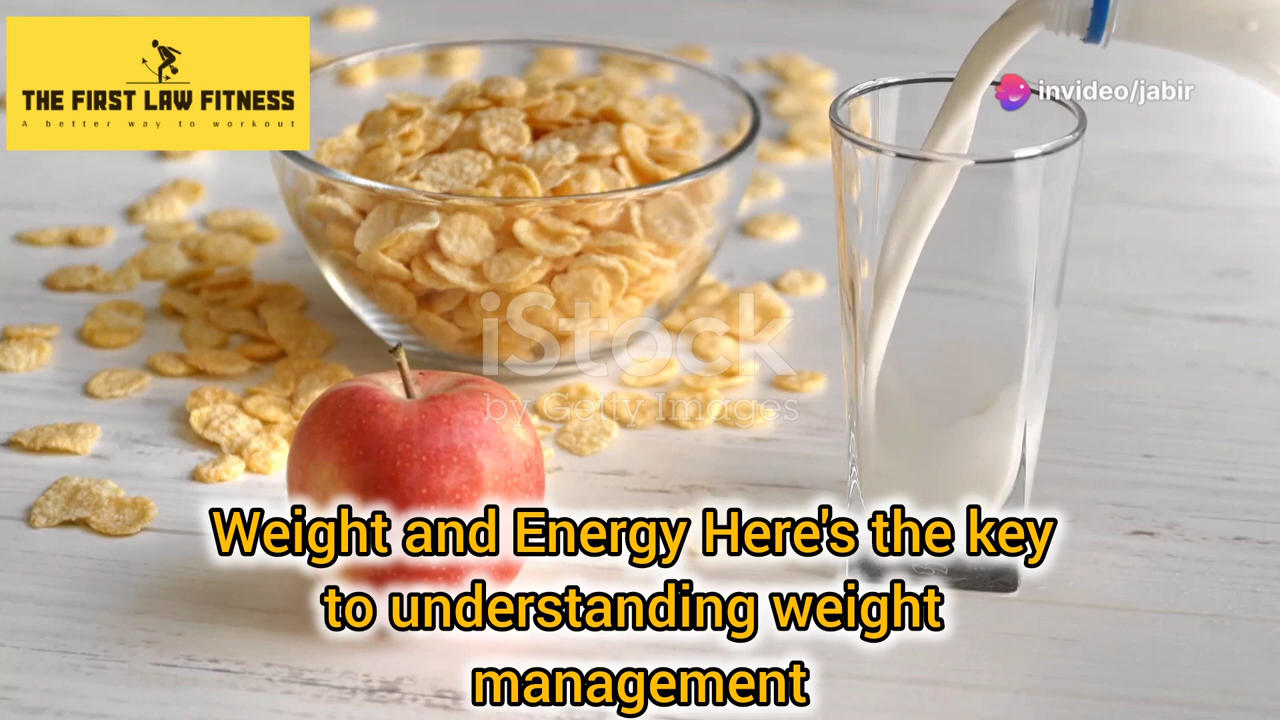 THE FIRST LAW FITNESS
A better way to workout
invideo/jabir
iStock
by Getty Images
Weight and Energy Here's the key
to understanding weight
management